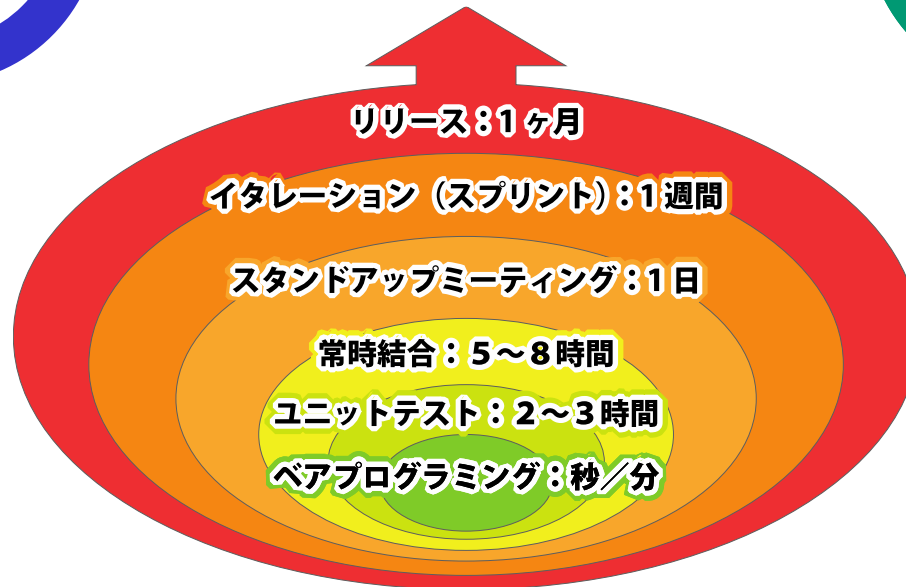 リリース：1ヶ月
イタレーション（スプリント）：1週間
スタンドアップミーティング：1日
常時結合：５～８時間
ユニットテスト：２～３時間
ペアプログラミング：秒／分